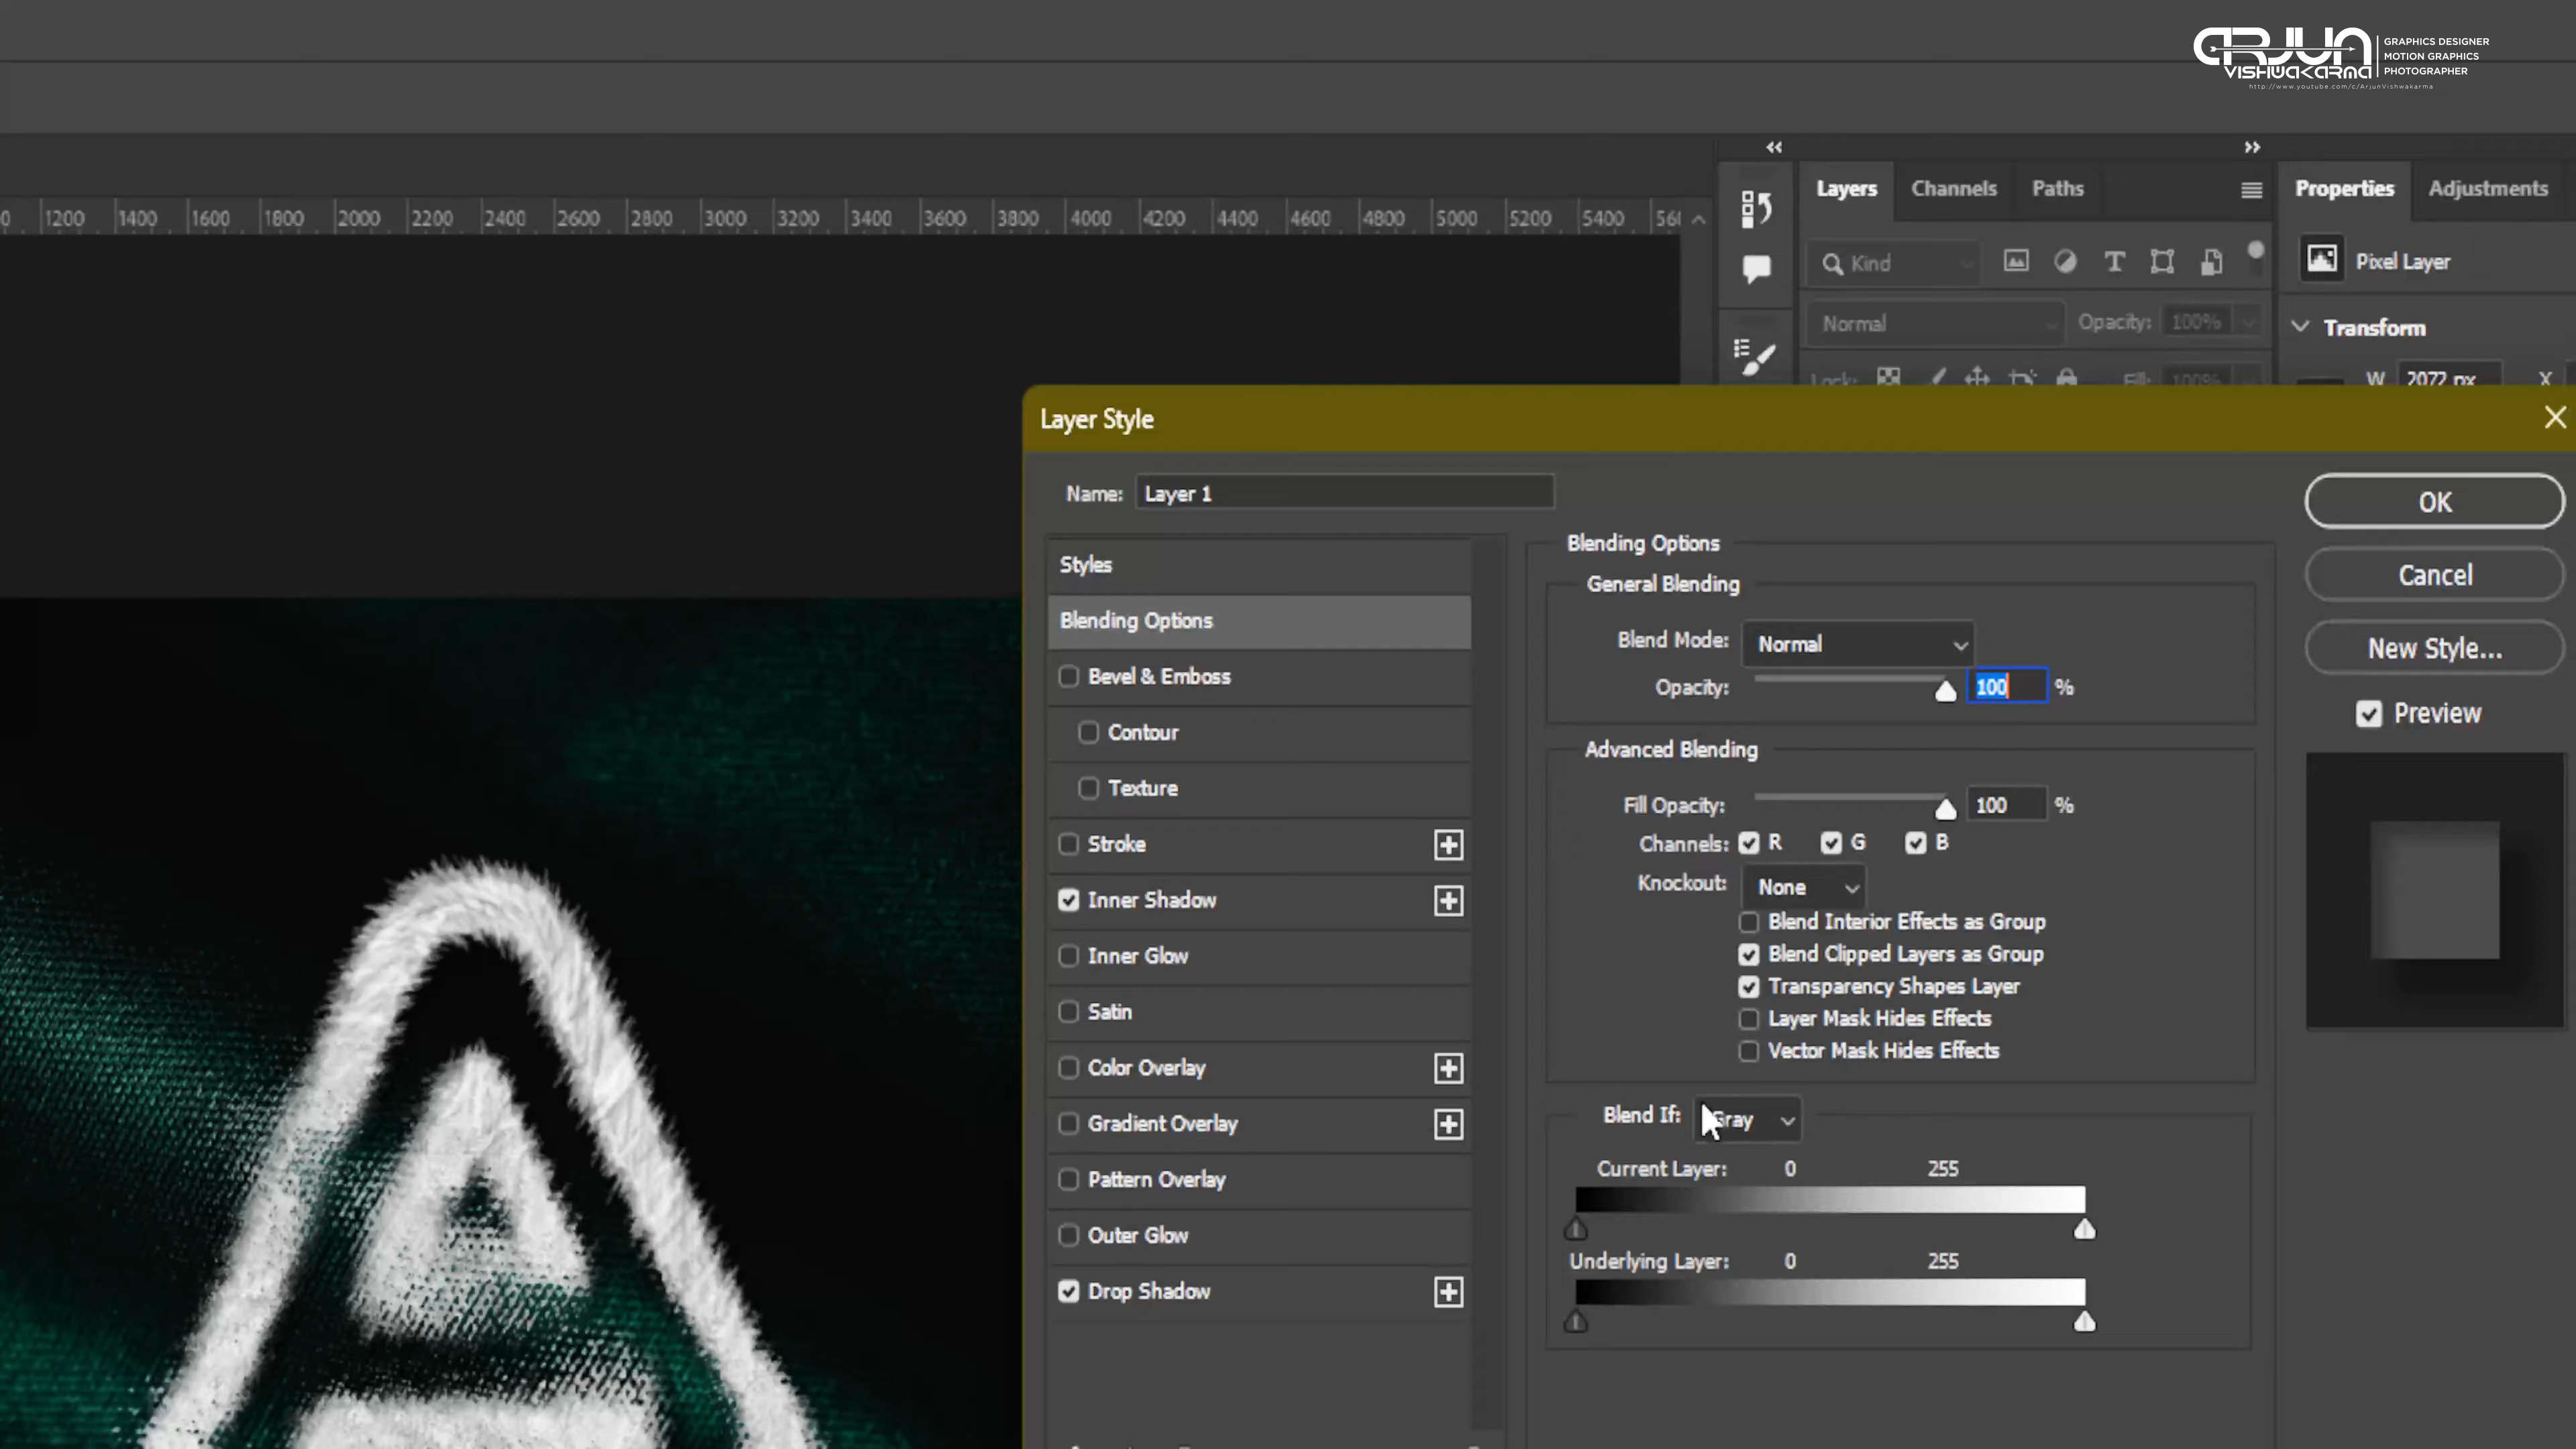 ARJUN
VISHWAKARMA
GRAPHICS DESIGNER
MOTION GRAPHICS
PHOTOGRAPHER
http://www.youtube.com/c/ArjunVishwakarma
1200 1400 1600 1800 2000 2200 2400 2600 2800 3000 3200 3400 3600 3800 4000 4200 4400 4600 4800 5000 5200 5400
Layers Channels Paths
Properties Adjustments
Kind
Pixel Layer
Normal Opacity: 100%
Transform
Lock: Fill: 100%
W 2072 px X
Layer Style
Name: Layer 1
Styles
Blending Options
Bevel & Emboss
Contour
Texture
Stroke
Inner Shadow
Inner Glow
Satin
Color Overlay
Gradient Overlay
Pattern Overlay
Outer Glow
Drop Shadow
Blending Options
General Blending
Blend Mode: Normal
Opacity: 100 %
Advanced Blending
Fill Opacity: 100 %
Channels: R G B
Knockout: None
Blend Interior Effects as Group
Blend Clipped Layers as Group
Transparency Shapes Layer
Layer Mask Hides Effects
Vector Mask Hides Effects
Blend If: Gray
Current Layer: 0 255
Underlying Layer: 0 255
OK
Cancel
New Style...
Preview